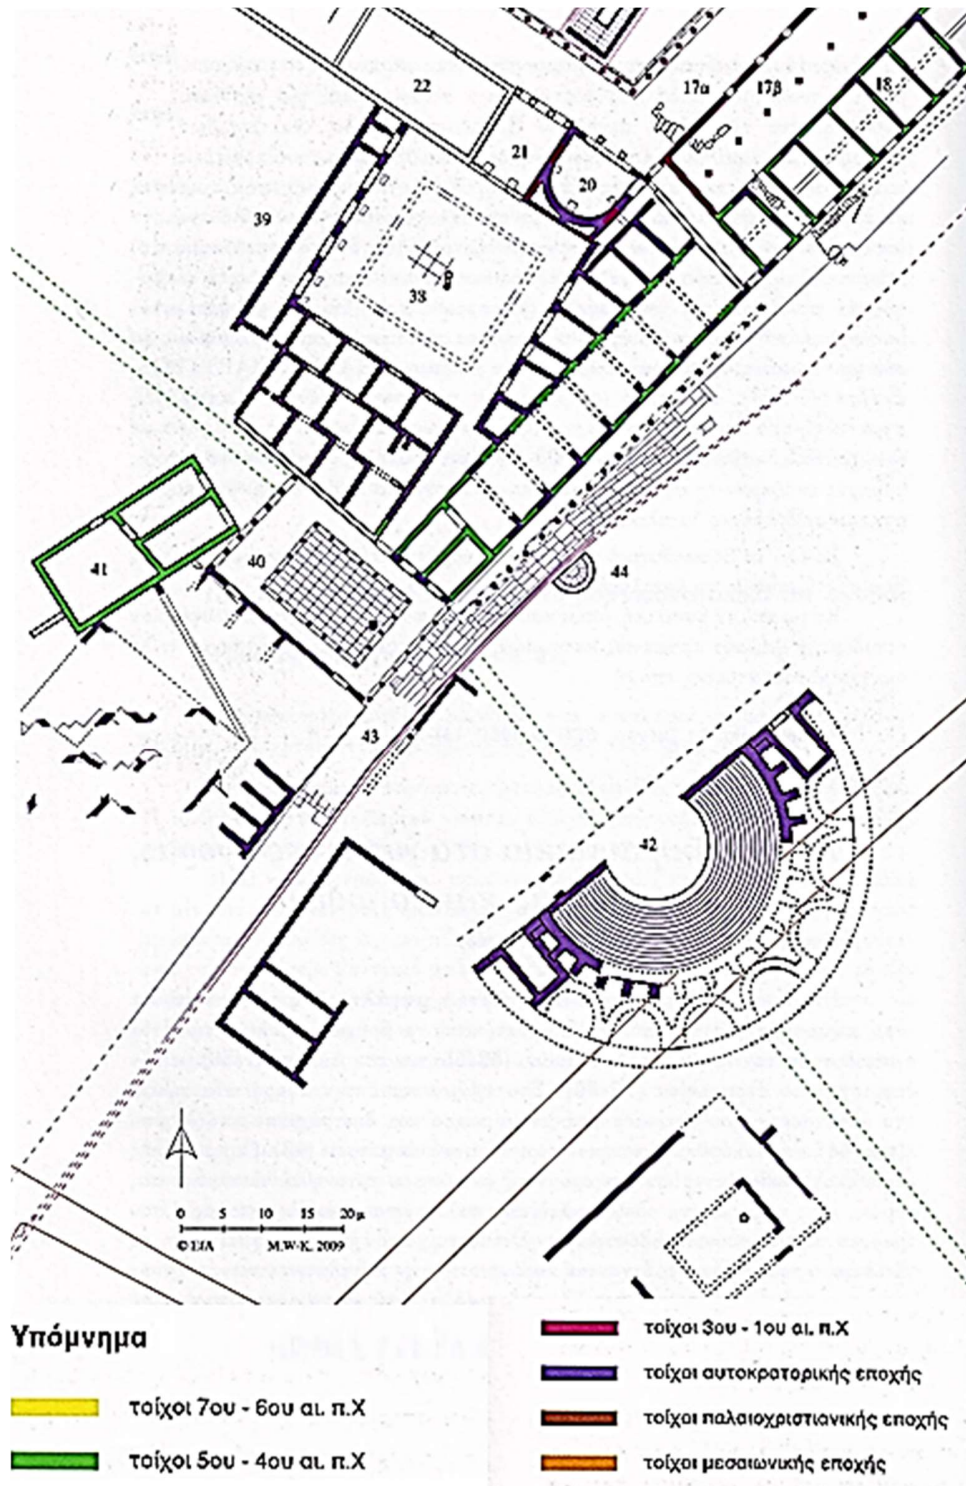 22
17α
17β
18
21
20
39
38
41
40
44
43
42
0 5 10 20μ
© ΕΙΑ M.W-K. 2009
Υπόμνημα
τοίχοι 7ου - 6ου αι. π.Χ
τοίχοι 5ου - 4ου αι. π.Χ
τοίχοι 3ου - 1ου αι. π.Χ
τοίχοι αυτοκρατορικής εποχής
τοίχοι παλαιοχριστιανικής εποχής
τοίχοι μεσαιωνικής εποχής